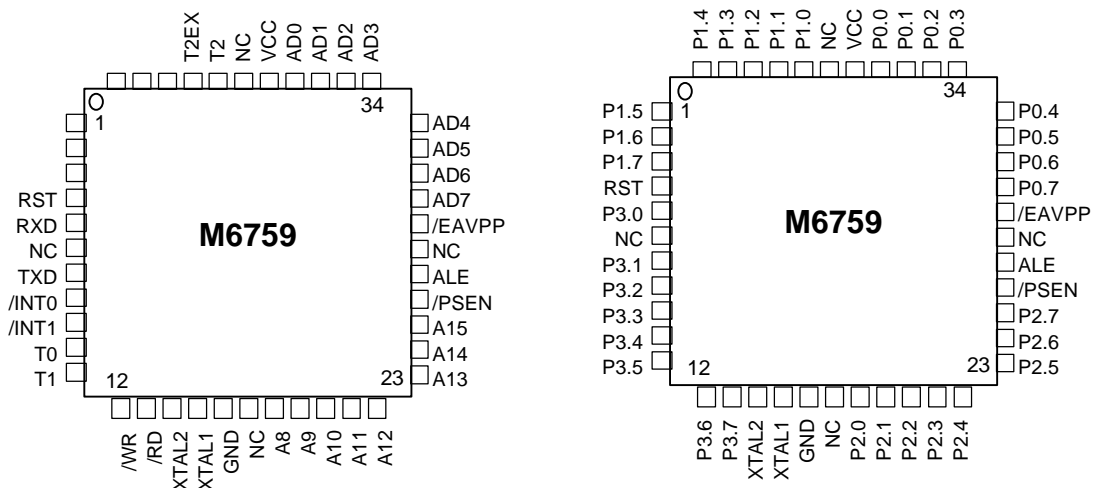 T2EX T2 NC VCC AD0 AD1 AD2 AD3
34
1
RST
RXD
NC
TXD
/INT0
/INT1
T0
T1
M6759
AD4
AD5
AD6
AD7
/EAVPP
NC
ALE
/PSEN
A15
A14
A13
12
23
/WR /RD XTAL2 XTAL1 GND NC A8 A9 A10 A11 A12
P1.4 P1.3 P1.2 P1.1 P1.0 NC VCC P0.0 P0.1 P0.2 P0.3
34
1
P1.5
P1.6
P1.7
RST
P3.0
NC
P3.1
P3.2
P3.3
P3.4
P3.5
M6759
P0.4
P0.5
P0.6
P0.7
/EAVPP
NC
ALE
/PSEN
P2.7
P2.6
P2.5
12
23
P3.6 P3.7 XTAL2 XTAL1 GND NC P2.0 P2.1 P2.2 P2.3 P2.4